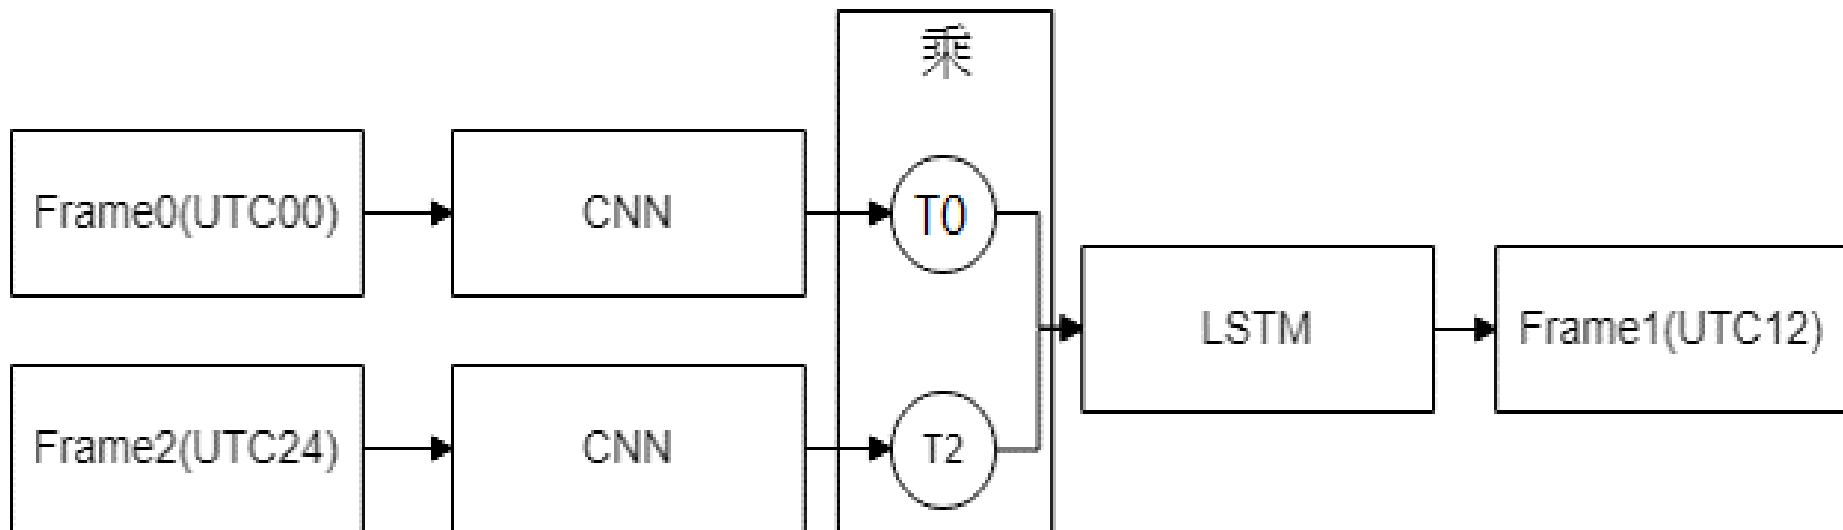 乘
Frame0(UTC00)
CNN
T0
LSTM
Frame1(UTC12)
Frame2(UTC24)
CNN
T2